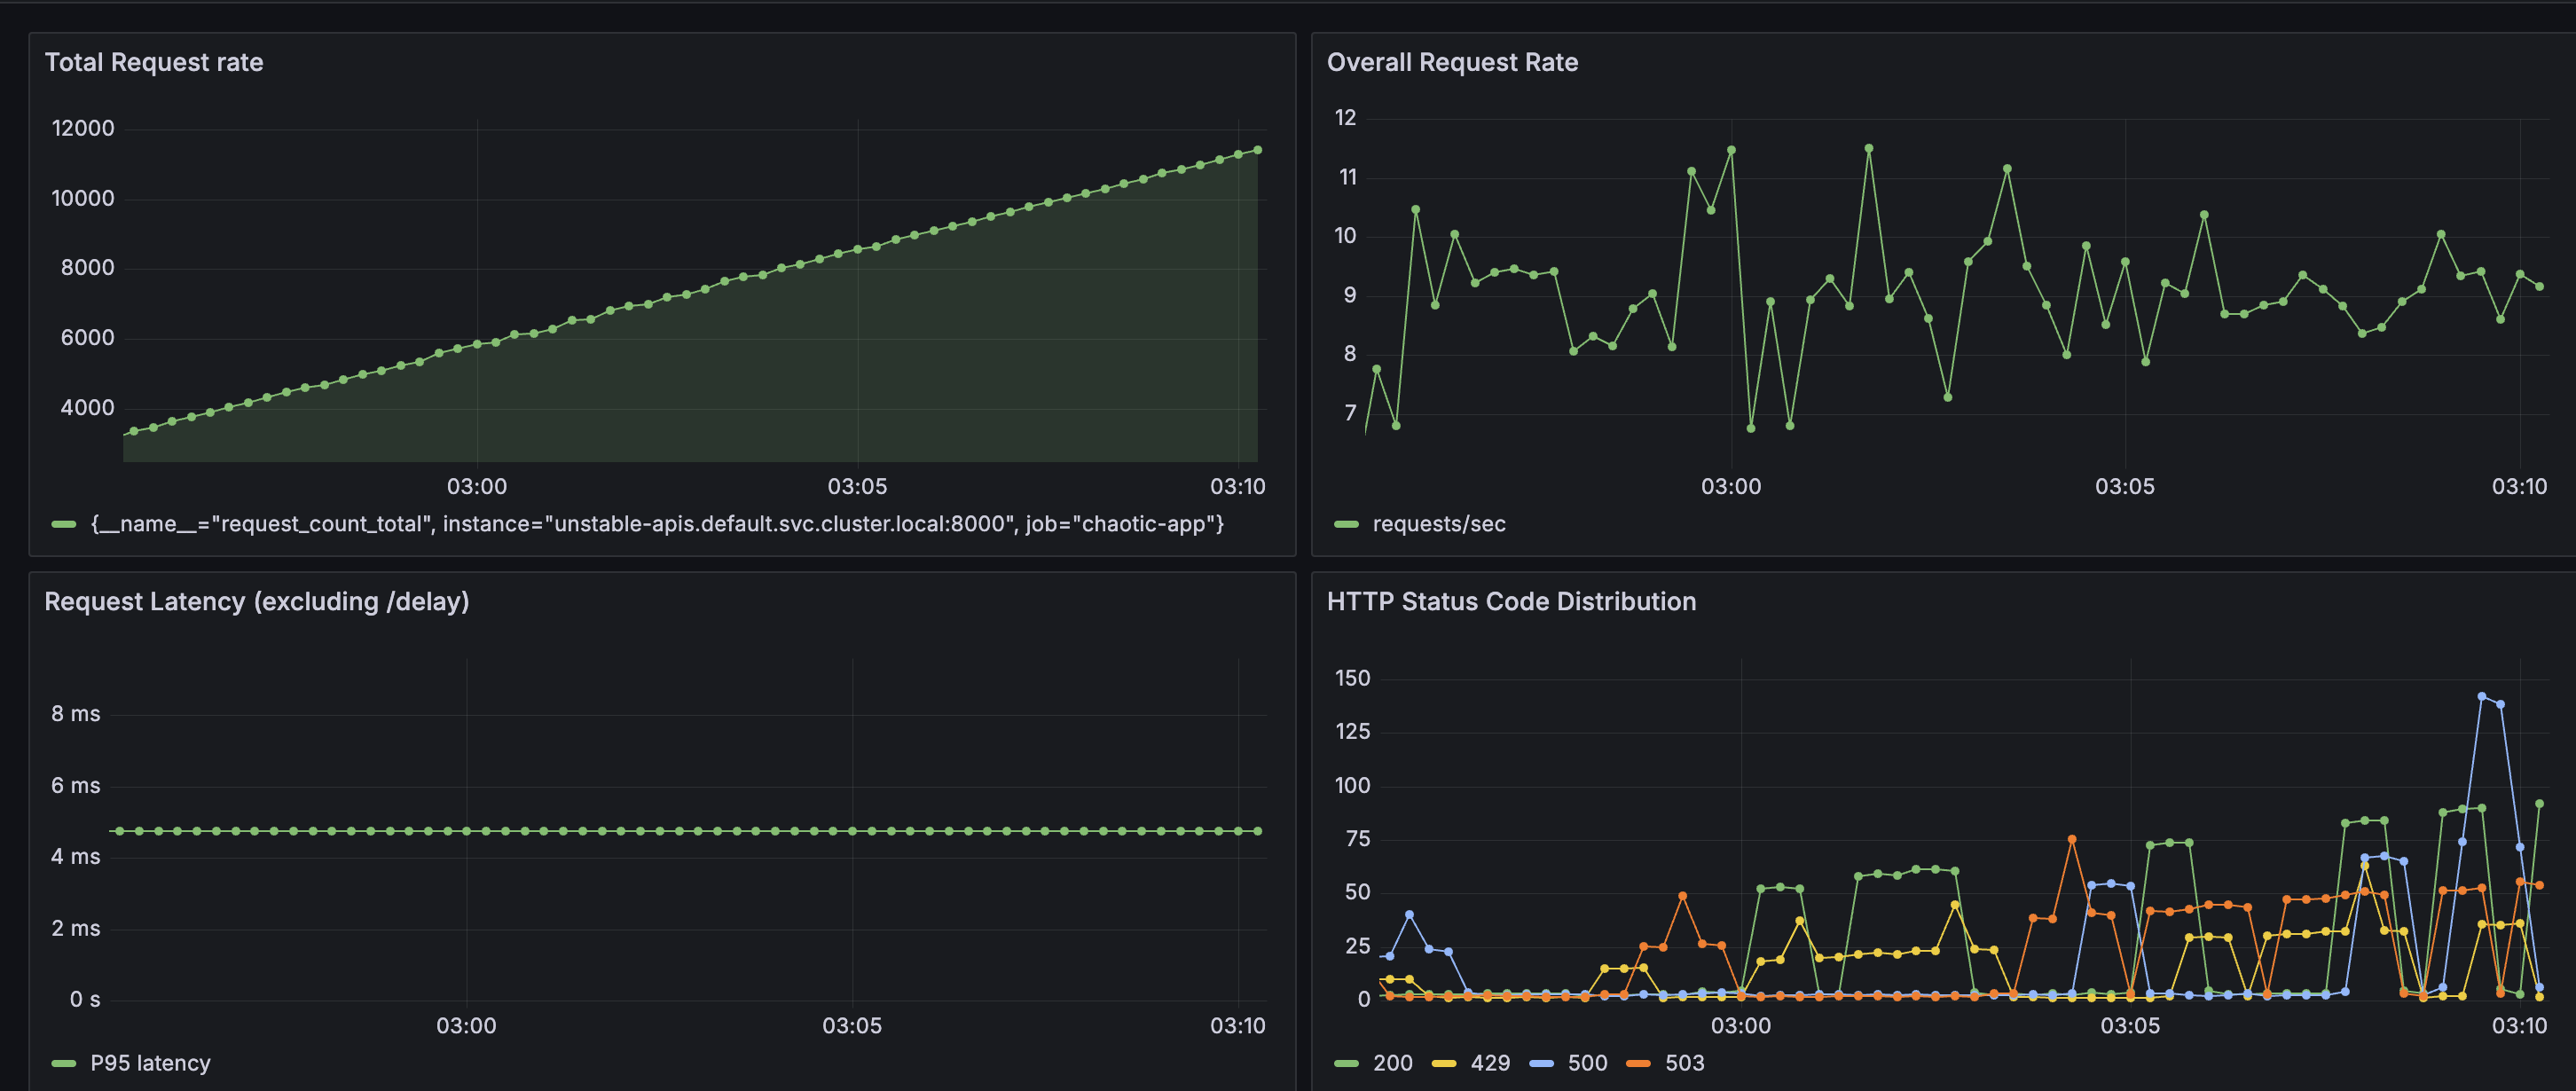 Total Request rate
12000
10000
8000
6000
4000
03:00 03:05 03:10
{__name__="request_count_total", instance="unstable-apis.default.svc.cluster.local:8000", job="chaotic-app"}
Overall Request Rate
12
11
10
9
8
7
03:00 03:05 03:10
requests/sec
Request Latency (excluding /delay)
8 ms
6 ms
4 ms
2 ms
0 s
03:00 03:05 03:10
P95 latency
HTTP Status Code Distribution
150
125
100
75
50
25
0
03:00 03:05 03:10
200 429 500 503